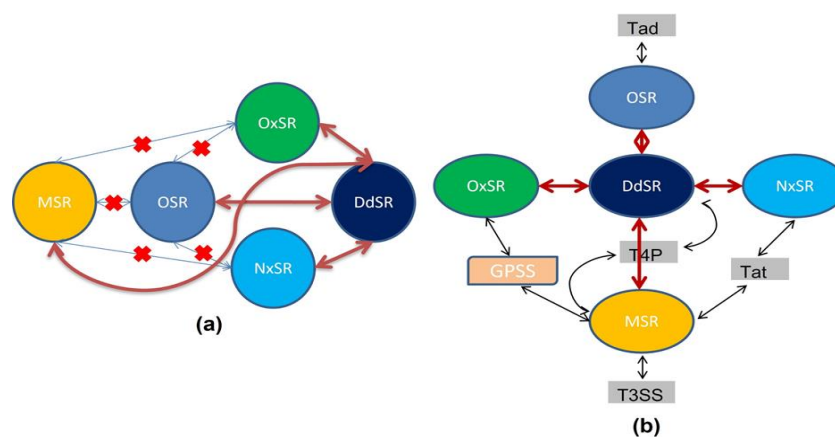 OxSR
MSR
OSR
DdSR
NxSR
(a)
Tad
OSR
OxSR
DdSR
NxSR
T4P
GPSS
Tat
MSR
T3SS
(b)